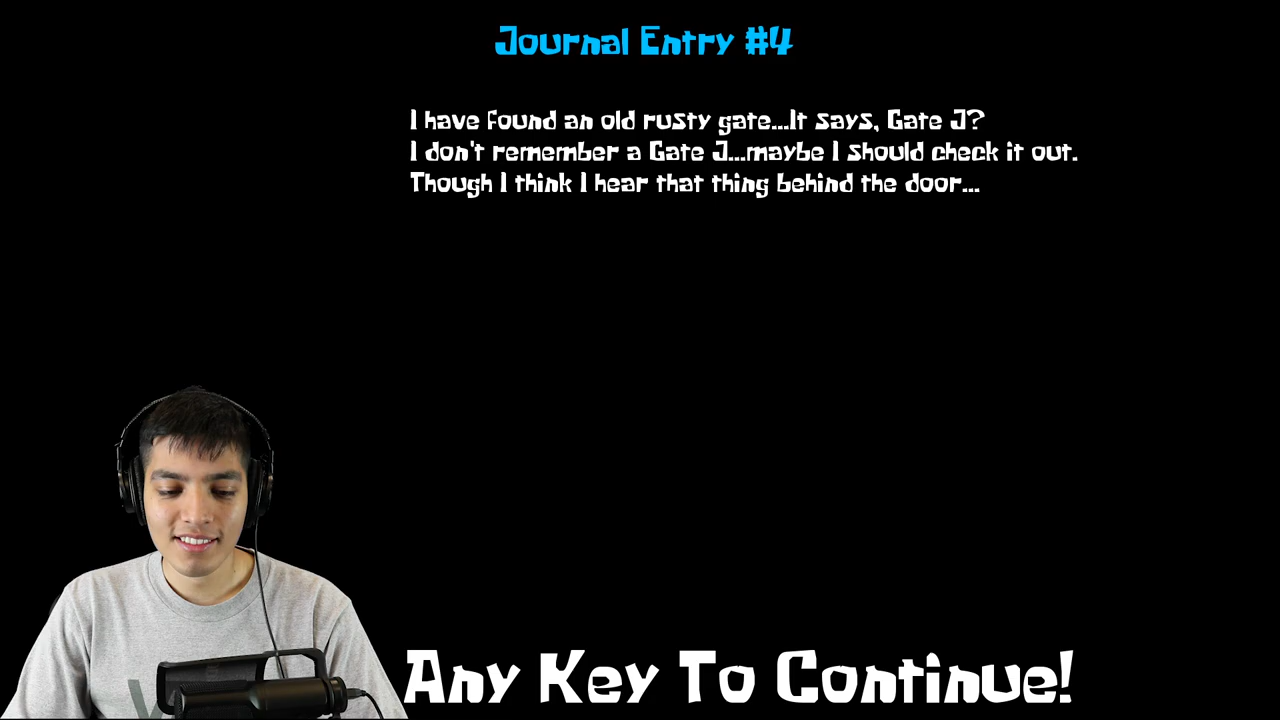 Journal Entry #4
I have found an old rusty gate...It says, Gate J?
I don't remember a Gate J...maybe I should check it out.
Though I think I hear that thing behind the door...
Any Key To Continue!